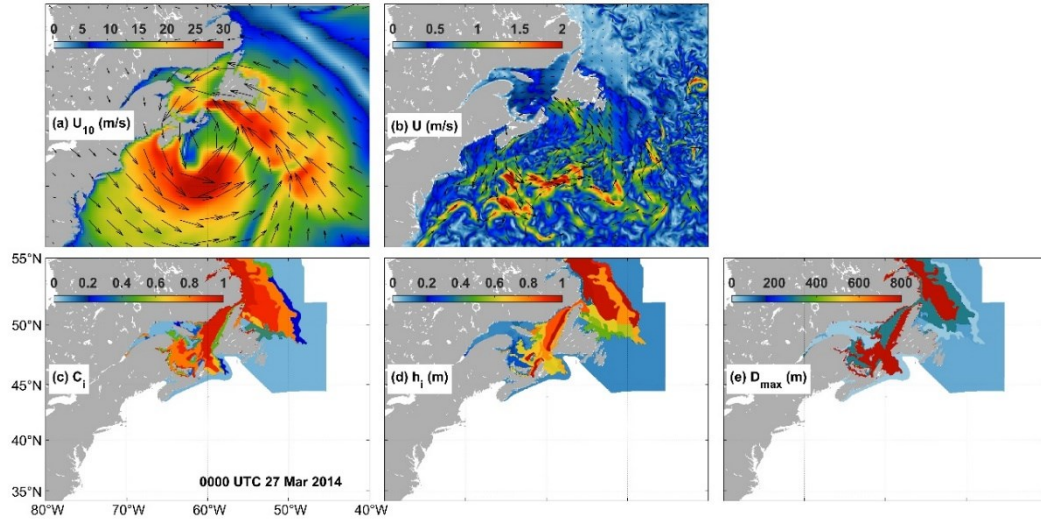 0 5 10 15 20 25 30
(a) U10 (m/s)
0 0.5 1 1.5 2
(b) U (m/s)
55°N
50°N
45°N
40°N
35°N
0 0.2 0.4 0.6 0.8 1
(c) Ci
0000 UTC 27 Mar 2014
80°W 70°W 60°W 50°W 40°W
0 0.2 0.4 0.6 0.8 1
(d) hi (m)
200 400 600 800
(e) Dmax (m)